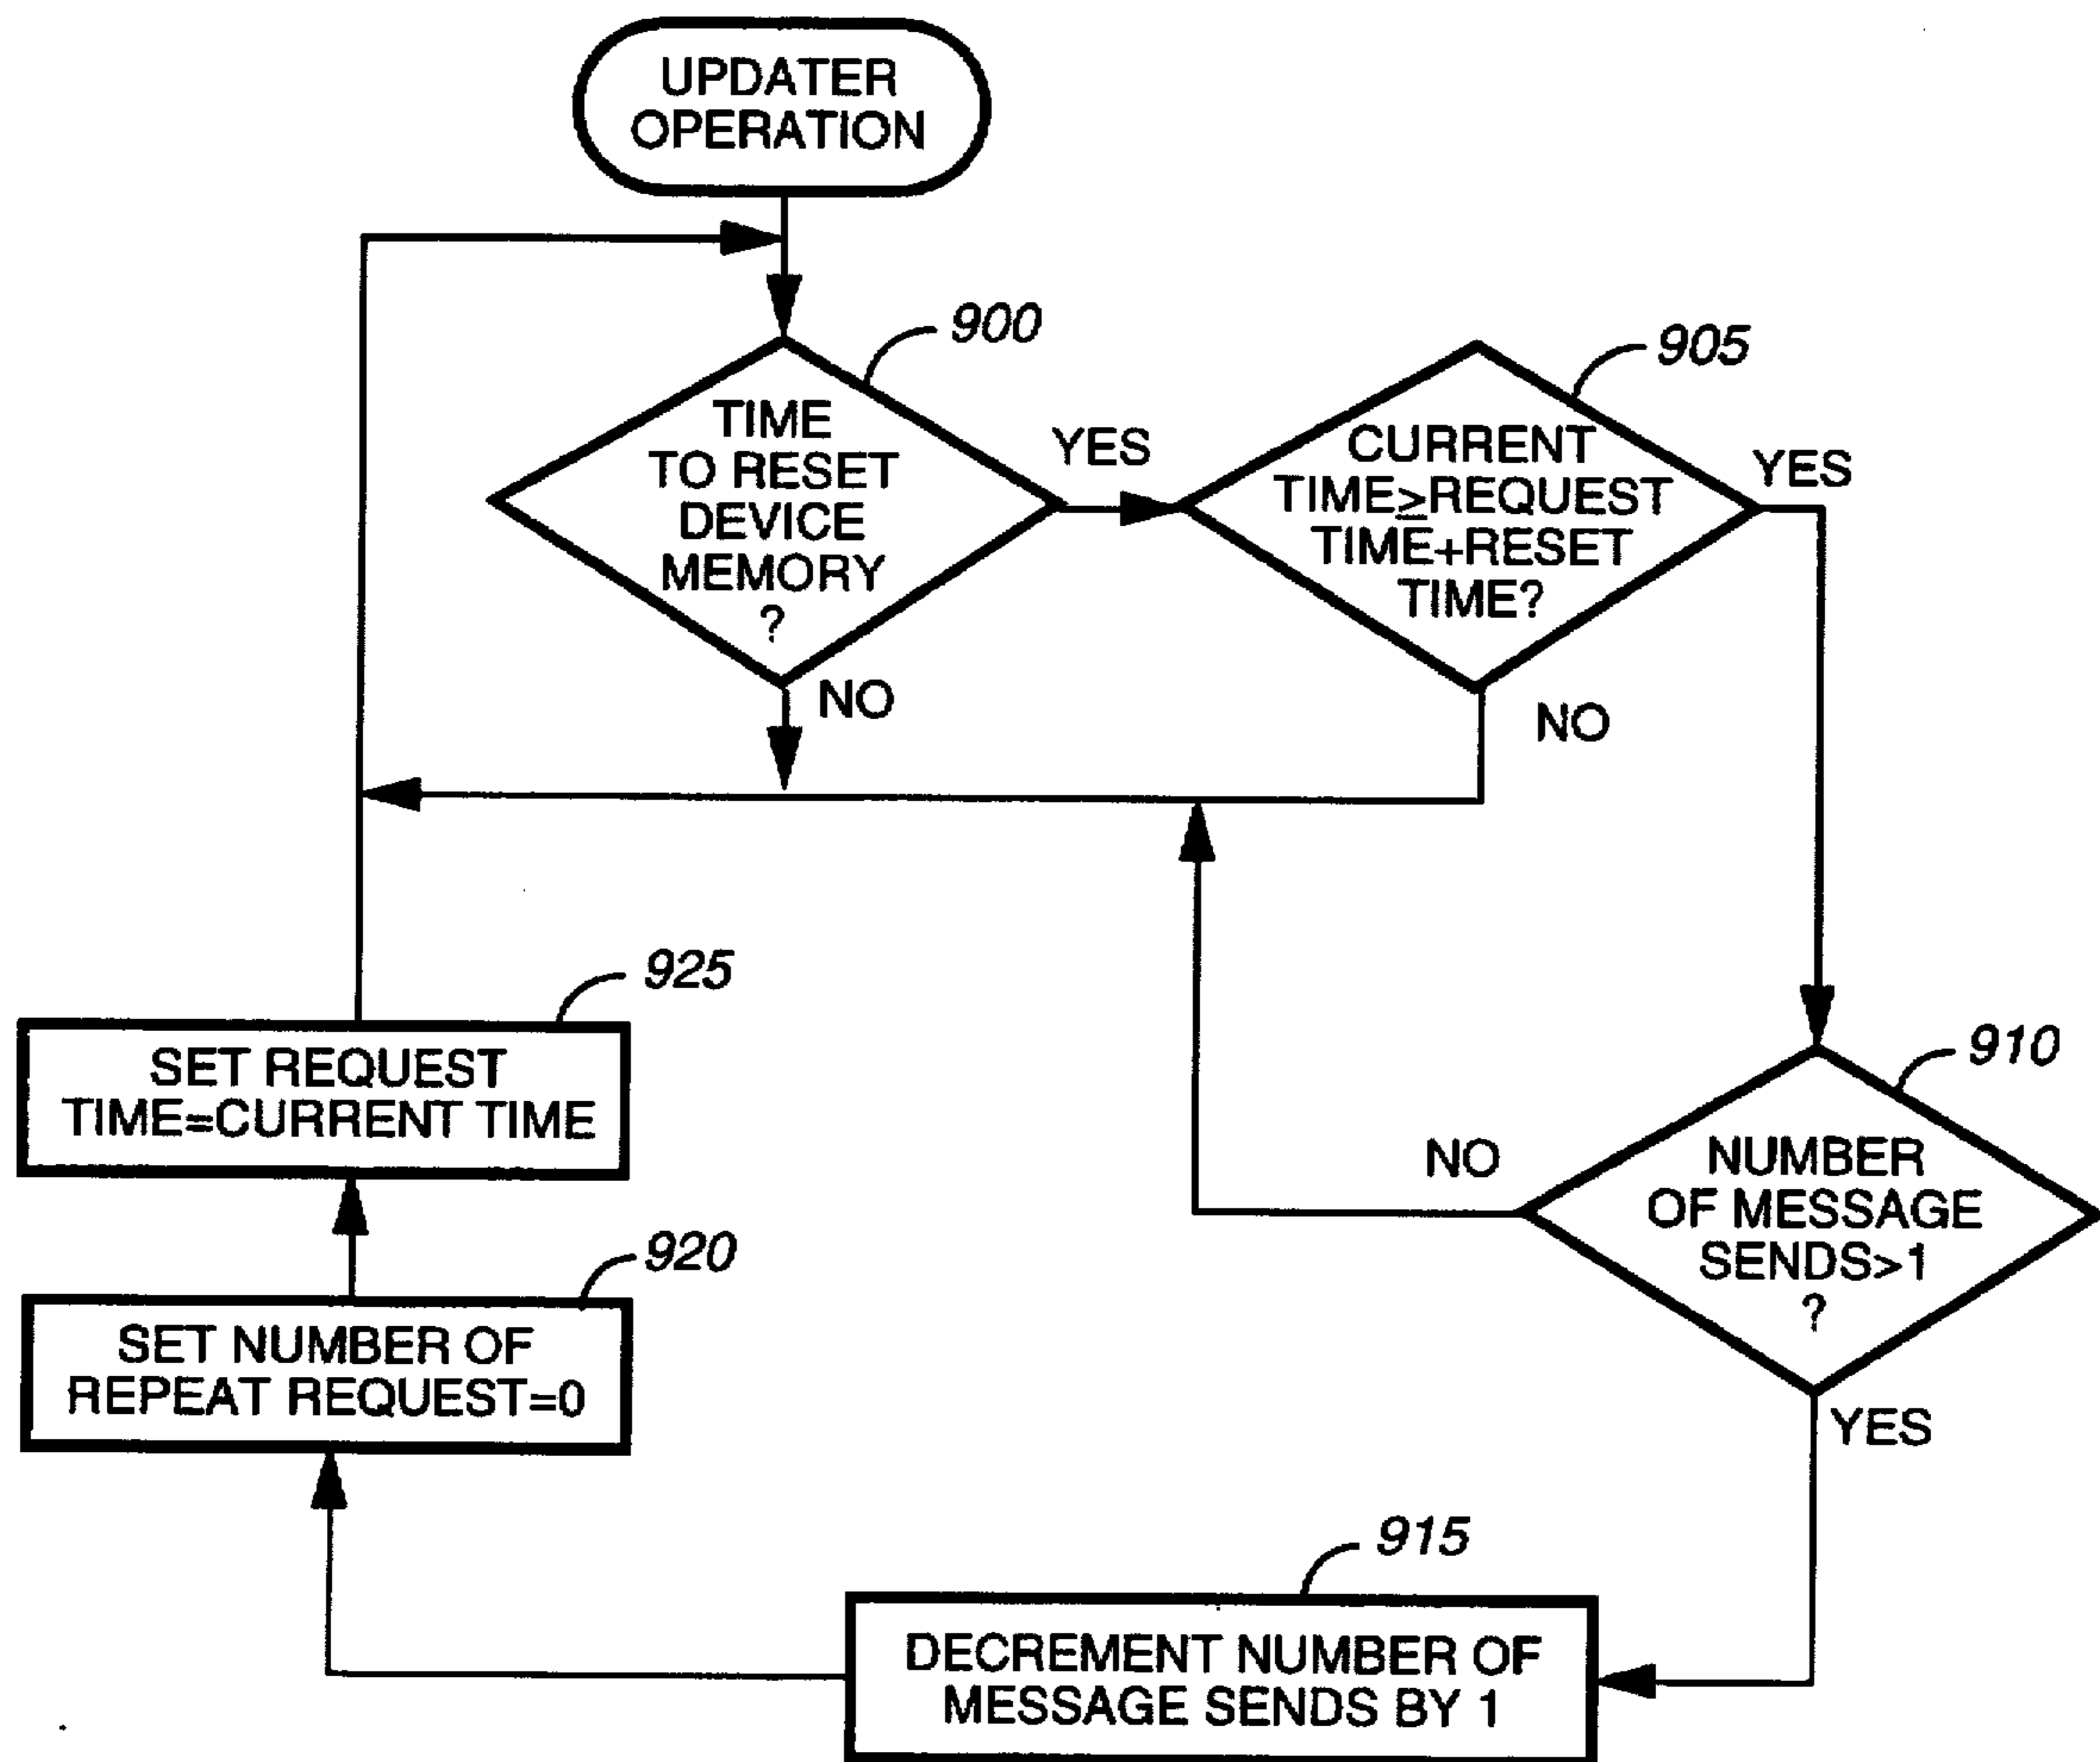 UPDATER
OPERATION
900
TIME
TO RESET
DEVICE
MEMORY
?
YES
NO
905
CURRENT
TIME≥REQUEST
TIME+RESET
TIME?
YES
NO
910
NUMBER
OF MESSAGE
SENDS>1
?
NO
YES
915
DECREMENT NUMBER OF
MESSAGE SENDS BY 1
920
SET NUMBER OF
REPEAT REQUEST=0
925
SET REQUEST
TIME=CURRENT TIME